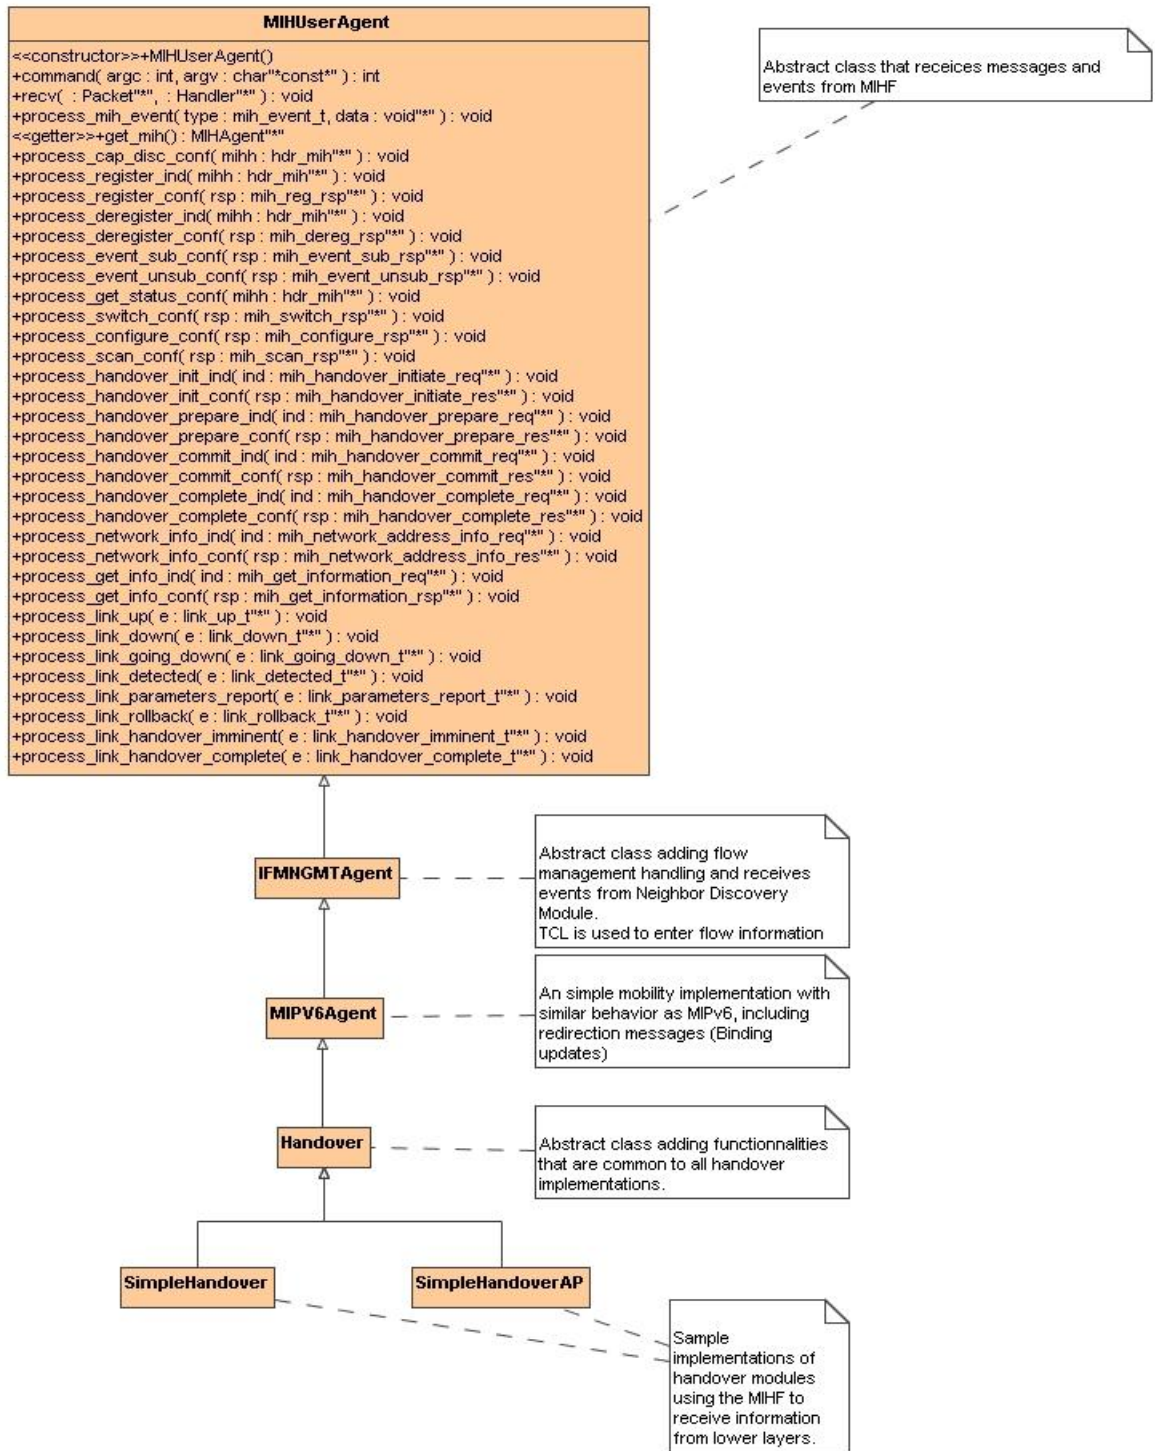 MIHUserAgent
<<constructor>>+MIHUserAgent()
+command( argc : int, argv : char"*const*" ) : int
+recv( : Packet"*", : Handler"*" ) : void
+process_mih_event( type : mih_event_t, data : void"*" ) : void
<<getter>>+get_mih() : MIHAgent"*"
+process_cap_disc_conf( mihh : hdr_mih"*" ) : void
+process_register_ind( mihh : hdr_mih"*" ) : void
+process_register_conf( rsp : mih_reg_rsp"*" ) : void
+process_deregister_ind( mihh : hdr_mih"*" ) : void
+process_deregister_conf( rsp : mih_dereg_rsp"*" ) : void
+process_event_sub_conf( rsp : mih_event_sub_rsp"*" ) : void
+process_event_unsub_conf( rsp : mih_event_unsub_rsp"*" ) : void
+process_get_status_conf( mihh : hdr_mih"*" ) : void
+process_switch_conf( rsp : mih_switch_rsp"*" ) : void
+process_configure_conf( rsp : mih_configure_rsp"*" ) : void
+process_scan_conf( rsp : mih_scan_rsp"*" ) : void
+process_handover_init_ind( ind : mih_handover_initiate_req"*" ) : void
+process_handover_init_conf( rsp : mih_handover_initiate_res"*" ) : void
+process_handover_prepare_ind( ind : mih_handover_prepare_req"*" ) : void
+process_handover_prepare_conf( rsp : mih_handover_prepare_res"*" ) : void
+process_handover_commit_ind( ind : mih_handover_commit_req"*" ) : void
+process_handover_commit_conf( rsp : mih_handover_commit_res"*" ) : void
+process_handover_complete_ind( ind : mih_handover_complete_req"*" ) : void
+process_handover_complete_conf( rsp : mih_handover_complete_res"*" ) : void
+process_network_info_ind( ind : mih_network_address_info_req"*" ) : void
+process_network_info_conf( rsp : mih_network_address_info_res"*" ) : void
+process_get_info_ind( ind : mih_get_information_req"*" ) : void
+process_get_info_conf( rsp : mih_get_information_rsp"*" ) : void
+process_link_up( e : link_up_t"*" ) : void
+process_link_down( e : link_down_t"*" ) : void
+process_link_going_down( e : link_going_down_t"*" ) : void
+process_link_detected( e : link_detected_t"*" ) : void
+process_link_parameters_report( e : link_parameters_report_t"*" ) : void
+process_link_rollback( e : link_rollback_t"*" ) : void
+process_link_handover_imminent( e : link_handover_imminent_t"*" ) : void
+process_link_handover_complete( e : link_handover_complete_t"*" ) : void
Abstract class that receices messages and
events from MIHF
IFMNGMTAgent
Abstract class adding flow
management handling and receives
events from Neighbor Discovery
Module.
TCL is used to enter flow information
MIPV6Agent
An simple mobility implementation with
similar behavior as MIPv6, including
redirection messages (Binding
updates)
Handover
Abstract class adding functionnalities
that are common to all handover
implementations.
SimpleHandover
SimpleHandoverAP
Sample
implementations of
handover modules
using the MIHF to
receive information
from lower layers.